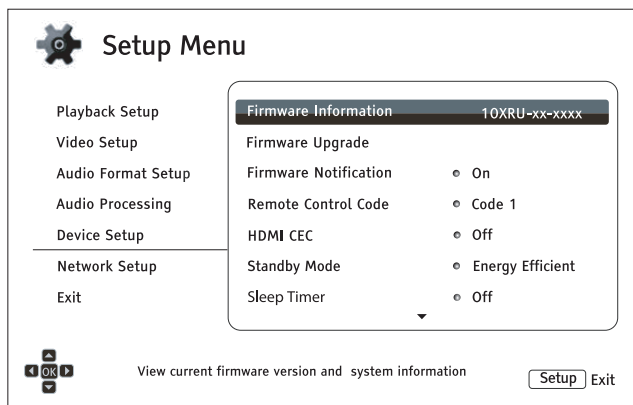 Setup Menu
Playback Setup
Video Setup
Audio Format Setup
Audio Processing
Device Setup
Network Setup
Exit
Firmware Information 10XRU-xx-xxxx
Firmware Upgrade
Firmware Notification On
Remote Control Code Code 1
HDMI CEC Off
Standby Mode Energy Efficient
Sleep Timer Off
OK
View current firmware version and system information
Setup Exit